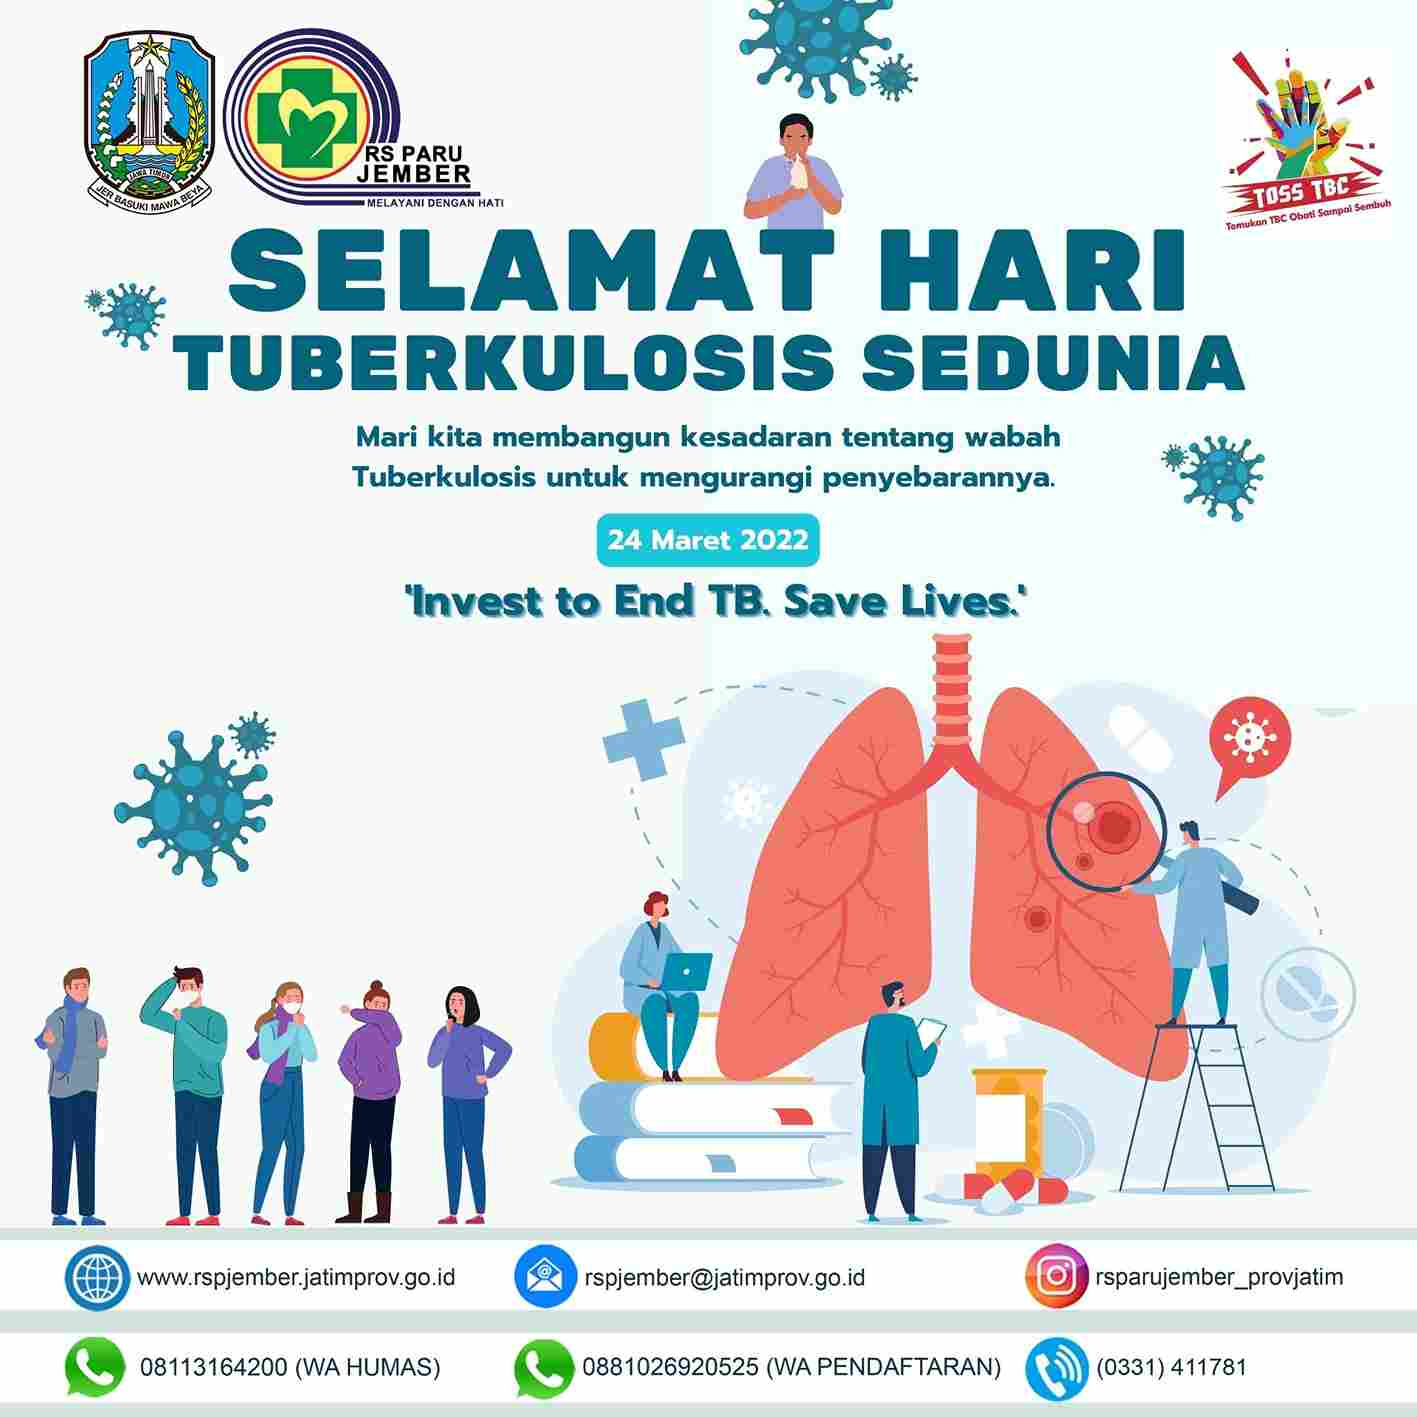 JAWA TIMUR
JER BASUKI MAWA BEYA
RS PARU
JEMBER
MELAYANI DENGAN HATI
TOSS TBC
Temukan TBC Obati Sampai Sembuh
SELAMAT HARI
TUBERKULOSIS SEDUNIA
Mari kita membangun kesadaran tentang wabah
Tuberkulosis untuk mengurangi penyebarannya.
24 Maret 2022
'Invest to End TB. Save Lives.'
www.rspjember.jatimprov.go.id
rspjember@jatimprov.go.id
rsparujember_provjatim
08113164200 (WA HUMAS)
0881026920525 (WA PENDAFTARAN)
(0331) 411781